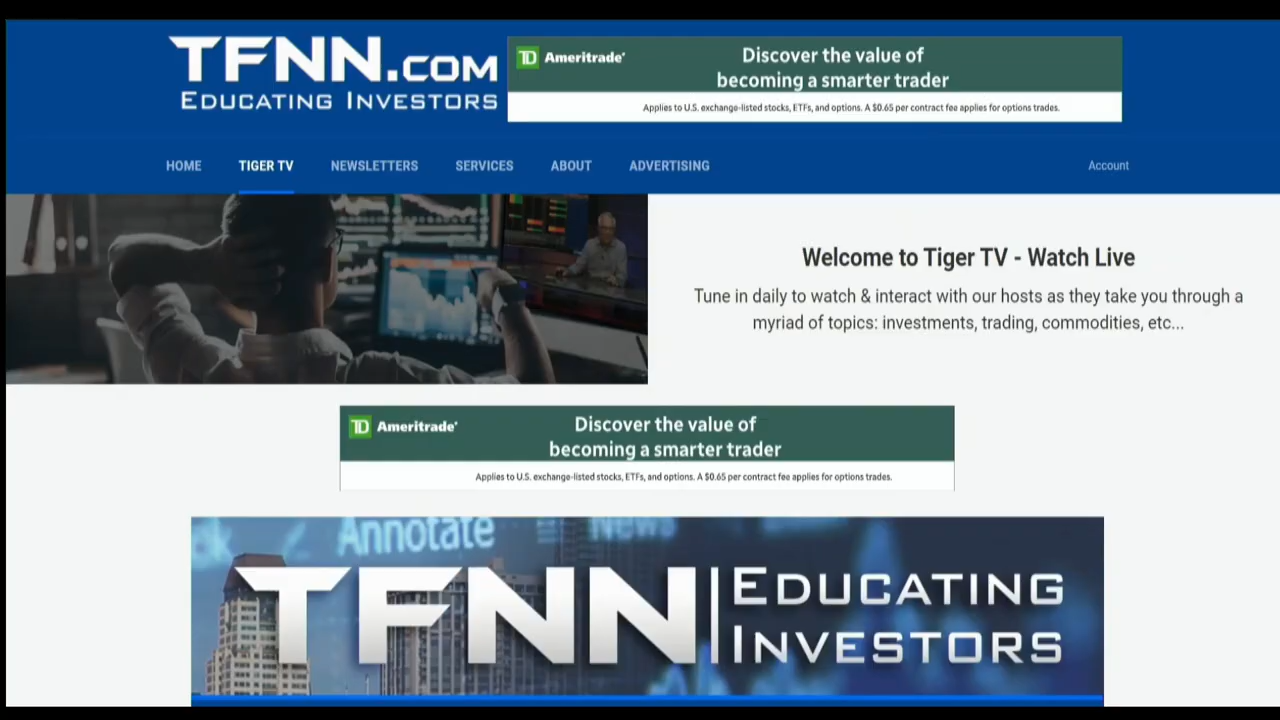 TFNN.COM
EDUCATING INVESTORS
TD Ameritrade®
Discover the value of
becoming a smarter trader
Applies to U.S. exchange-listed stocks, ETFs, and options. A $0.65 per contract fee applies for options trades.
HOME TIGER TV NEWSLETTERS SERVICES ABOUT ADVERTISING Account
Welcome to Tiger TV - Watch Live
Tune in daily to watch & interact with our hosts as they take you through a
myriad of topics: investments, trading, commodities, etc...
TD Ameritrade®
Discover the value of
becoming a smarter trader
Applies to U.S. exchange-listed stocks, ETFs, and options. A $0.65 per contract fee applies for options trades.
Annotate News
TFNN
EDUCATING
INVESTORS